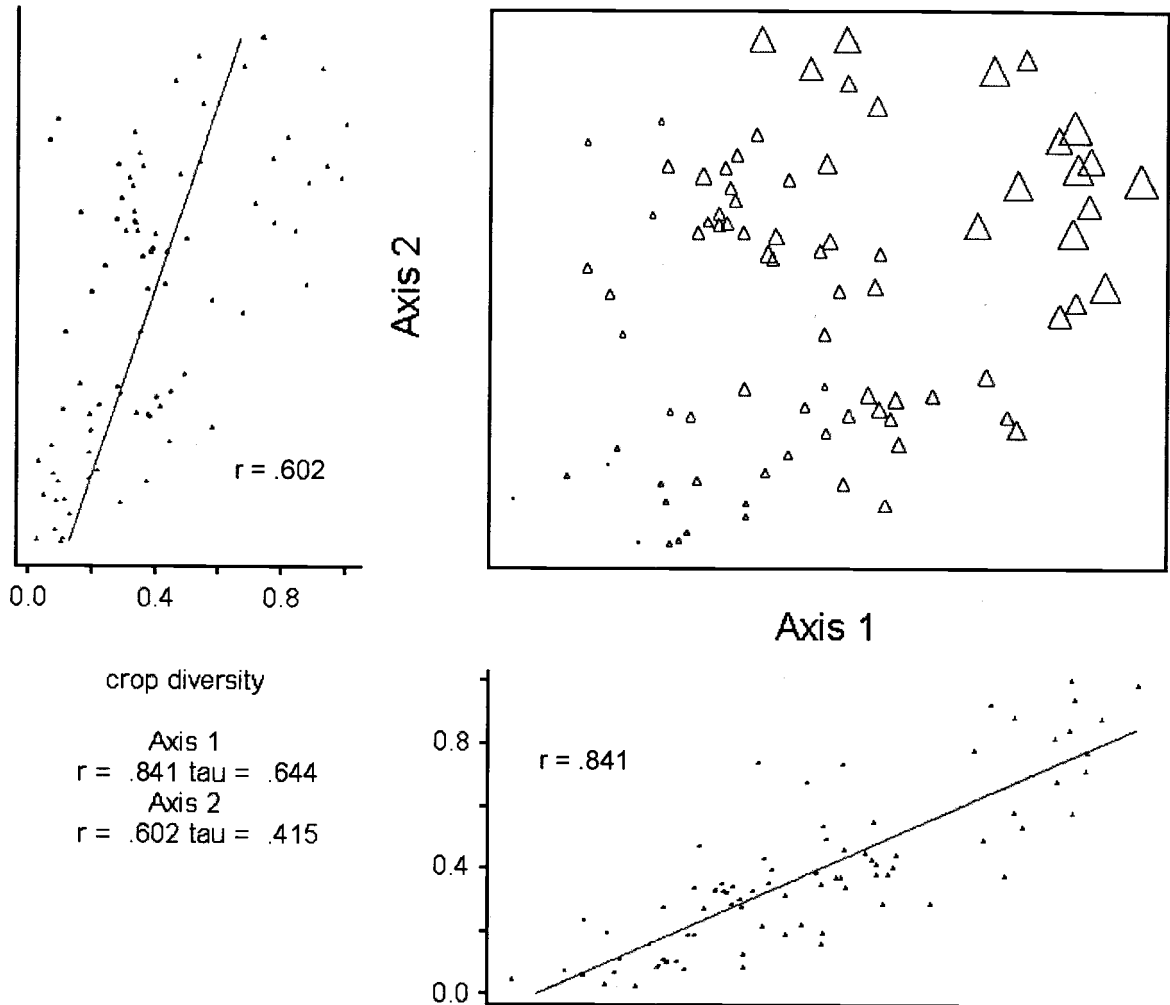 Axis 2
r = .602
0.0 0.4 0.8
Axis 1
crop diversity
Axis 1
r = .841 tau = .644
Axis 2
r = .602 tau = .415
0.8
r = .841
0.4
0.0